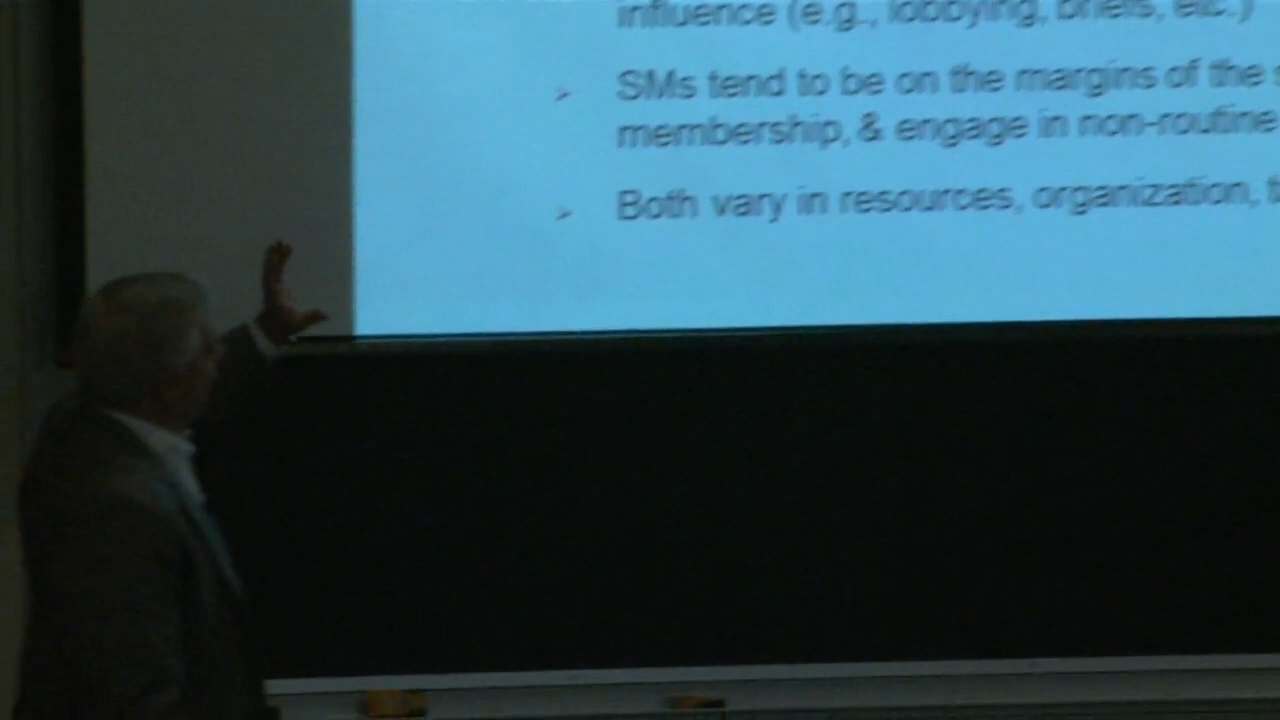 influence (e.g., lobbying, briefs, etc.)
SMs tend to be on the margins of the
membership, & engage in non-routine
Both vary in resources, organization,